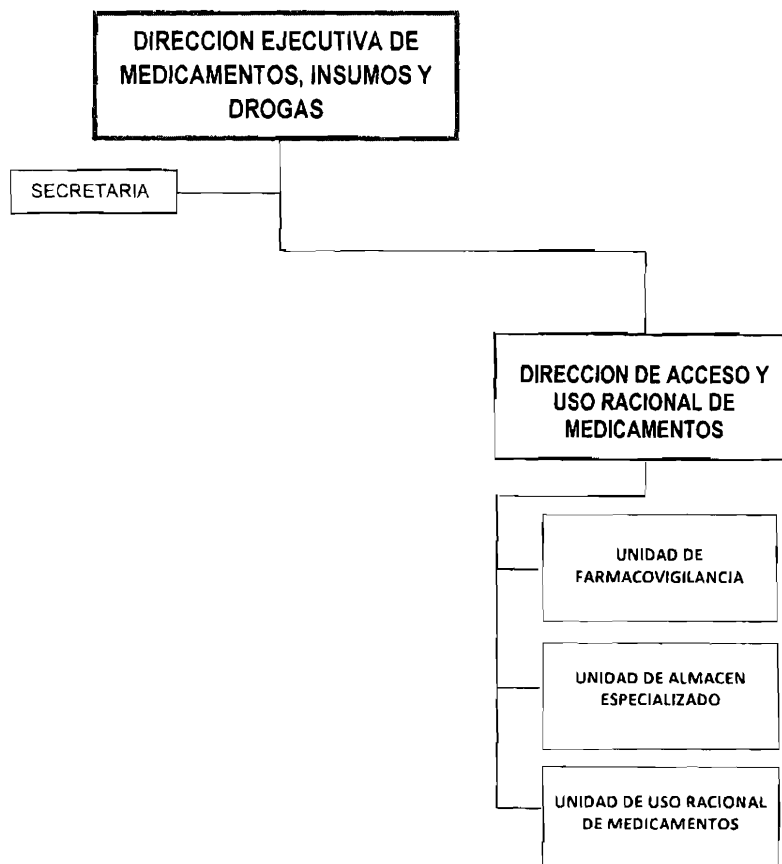 DIRECCION EJECUTIVA DE
MEDICAMENTOS, INSUMOS Y
DROGAS
SECRETARIA
DIRECCION DE ACCESO Y
USO RACIONAL DE
MEDICAMENTOS
UNIDAD DE
FARMACOVIGILANCIA
UNIDAD DE ALMACEN
ESPECIALIZADO
UNIDAD DE USO RACIONAL
DE MEDICAMENTOS